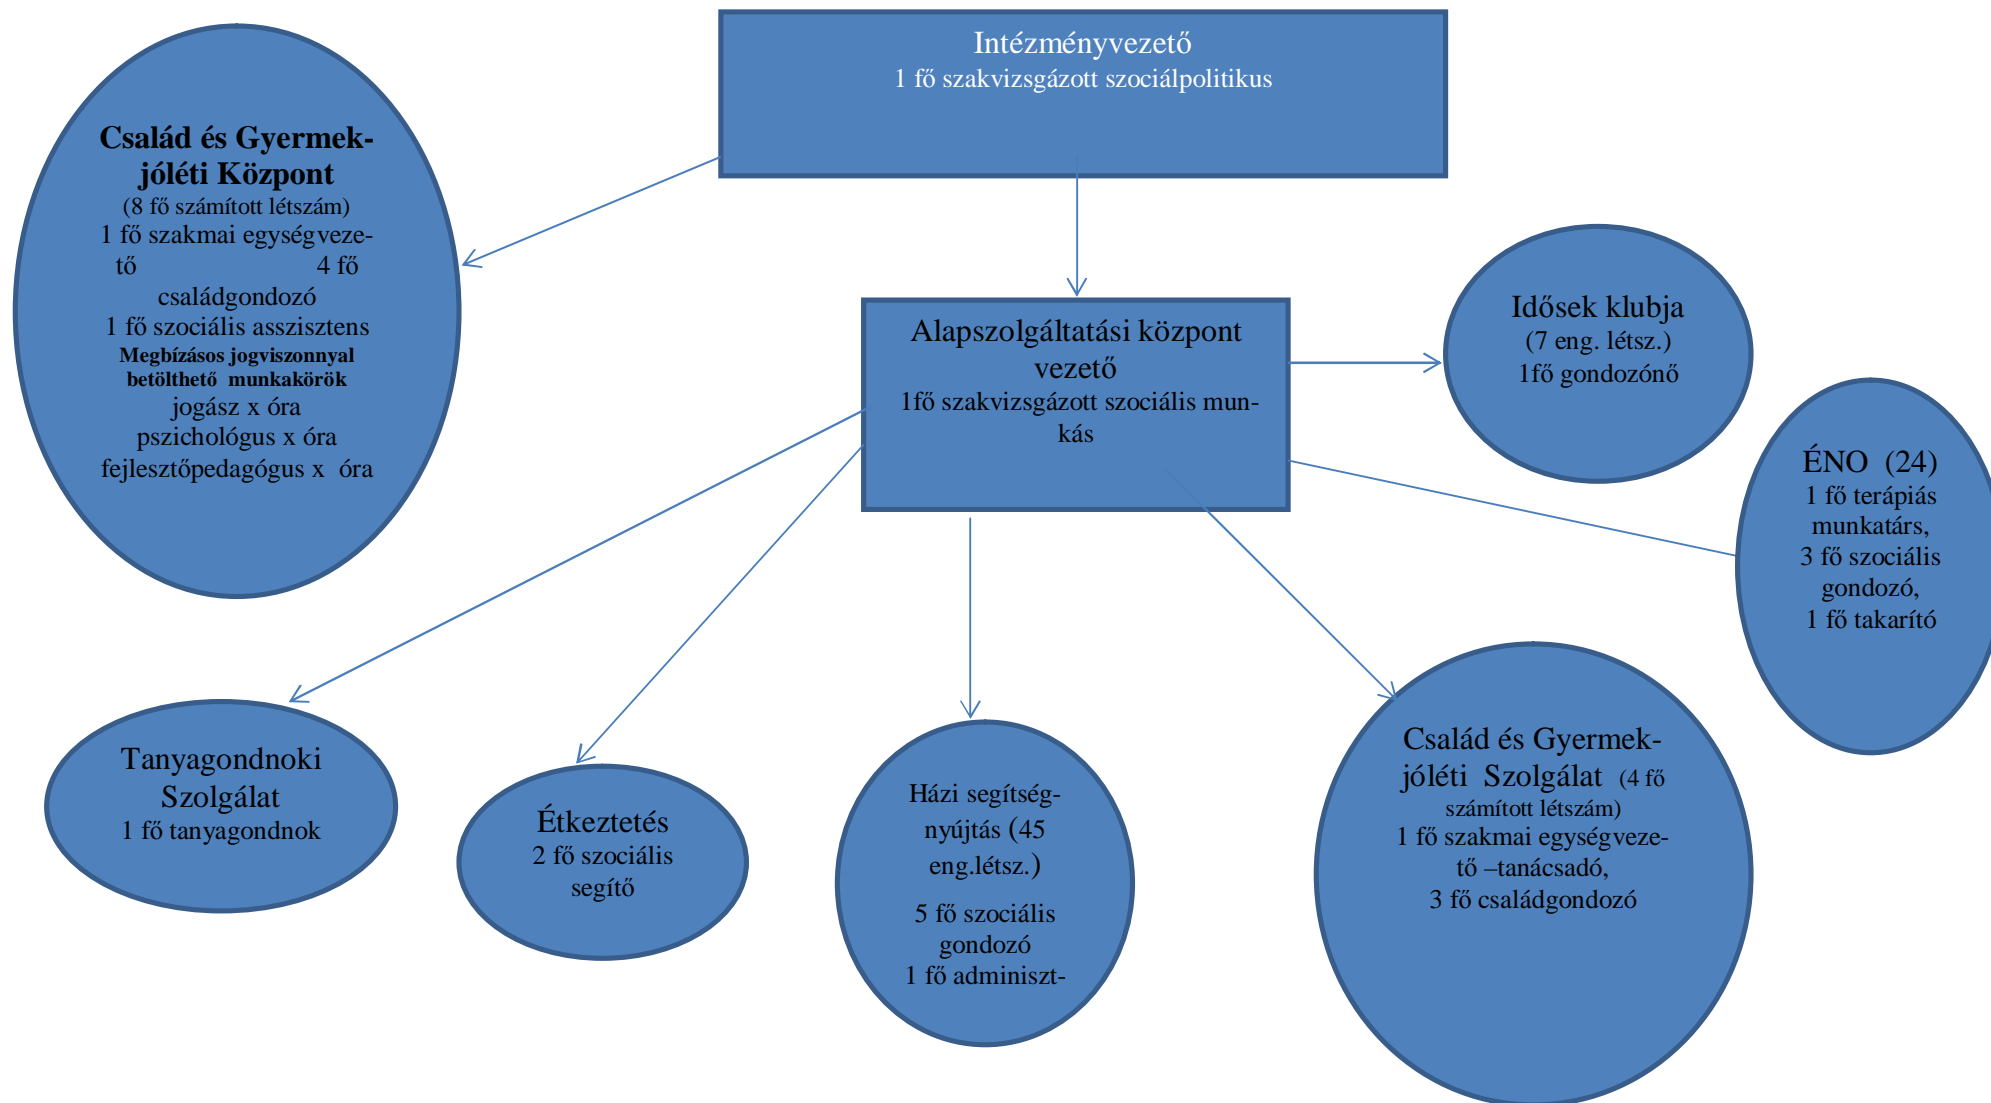 Intézményvezető
1 fő szakvizsgázott szociálpolitikus
Család és Gyermek-
jóléti Központ
(8 fő számított létszám)
1 fő szakmai egységveze-
tő 4 fő
családgondozó
1 fő szociális asszisztens
Megbízásos jogviszonnyal
betölthető munkakörök
jogász x óra
pszichológus x óra
fejlesztőpedagógus x óra
Alapszolgáltatási központ
vezető
1fő szakvizsgázott szociális mun-
kás
Idősek klubja
(7 eng. létsz.)
1fő gondozónő
ÉNO (24)
1 fő terápiás
munkatárs,
3 fő szociális
gondozó,
1 fő takarító
Tanyagondnoki
Szolgálat
1 fő tanyagondnok
Étkeztetés
2 fő szociális
segítő
Házi segítség-
nyújtás (45
eng.létsz.)
5 fő szociális
gondozó
1 fő adminiszt-
Család és Gyermek-
jóléti Szolgálat (4 fő
számított létszám)
1 fő szakmai egységveze-
tő –tanácsadó,
3 fő családgondozó